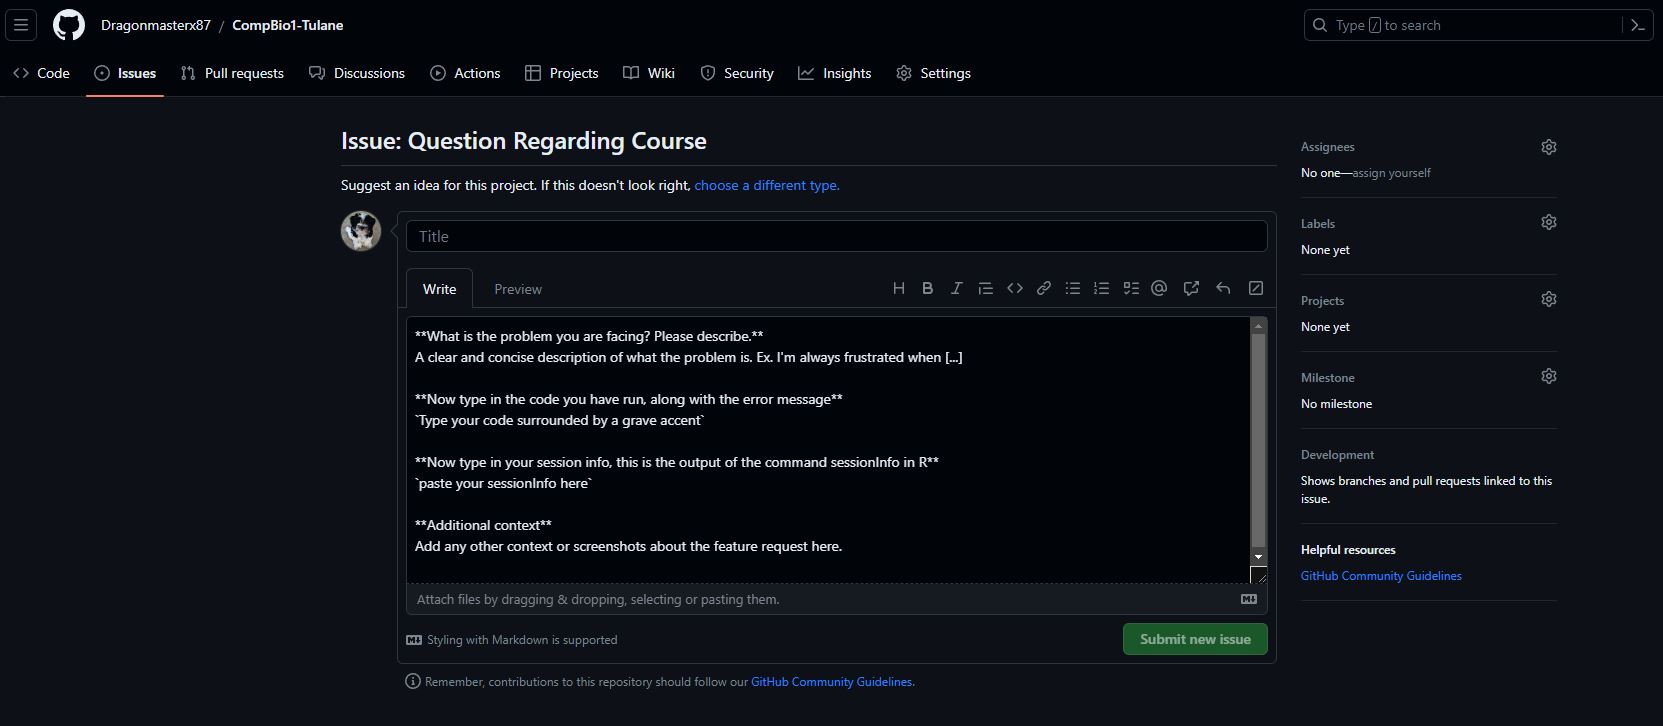 Dragonmasterx87 / CompBio1-Tulane
Type / to search
Code Issues Pull requests Discussions Actions Projects Wiki Security Insights Settings
Issue: Question Regarding Course
Suggest an idea for this project. If this doesn't look right, choose a different type.
Title
Write Preview
**What is the problem you are facing? Please describe.**
A clear and concise description of what the problem is. Ex. I'm always frustrated when [...]
**Now type in the code you have run, along with the error message**
`Type your code surrounded by a grave accent`
**Now type in your session info, this is the output of the command sessionInfo in R**
`paste your sessionInfo here`
**Additional context**
Add any other context or screenshots about the feature request here.
Attach files by dragging & dropping, selecting or pasting them.
Styling with Markdown is supported
Submit new issue
Remember, contributions to this repository should follow our GitHub Community Guidelines.
Assignees
No one—assign yourself
Labels
None yet
Projects
None yet
Milestone
No milestone
Development
Shows branches and pull requests linked to this
issue.
Helpful resources
GitHub Community Guidelines